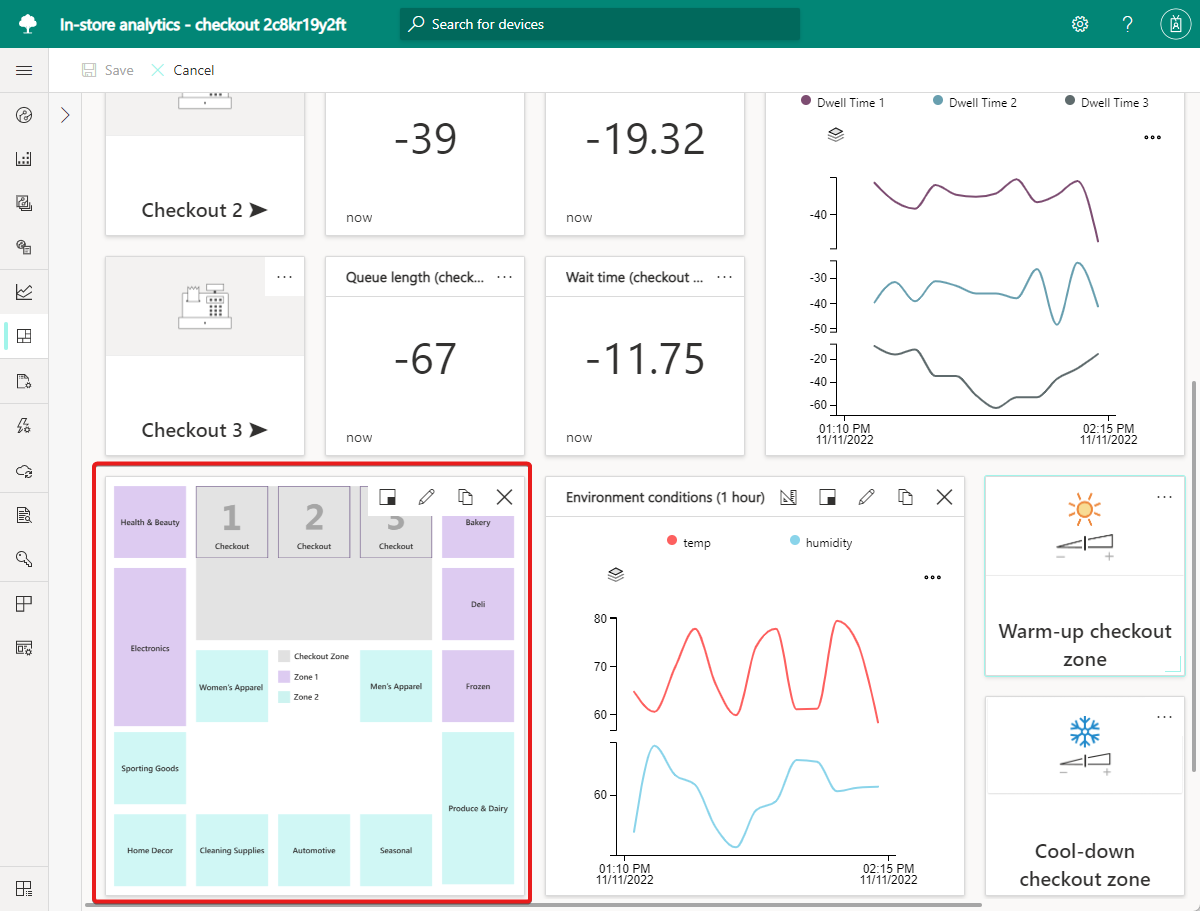 In-store analytics - checkout 2c8kr19y2ft
Search for devices
?
Save
Cancel
Checkout 2 ➤
-39
now
-19.32
now
Dwell Time 1
Dwell Time 2
Dwell Time 3
-40
-30
-40
-50
-20
-40
-60
01:10 PM
11/11/2022
02:15 PM
11/11/2022
Checkout 3 ➤
Queue length (check...
-67
now
Wait time (checkout ...
-11.75
now
Health & Beauty
1
Checkout
2
Checkout
3
Checkout
Bakery
Electronics
Deli
Women's Apparel
Checkout Zone
Zone 1
Zone 2
Men's Apparel
Frozen
Sporting Goods
Produce & Dairy
Home Decor
Cleaning Supplies
Automotive
Seasonal
Environment conditions (1 hour)
temp
humidity
80
70
60
60
01:10 PM
11/11/2022
02:15 PM
11/11/2022
Warm-up checkout
zone
Cool-down
checkout zone